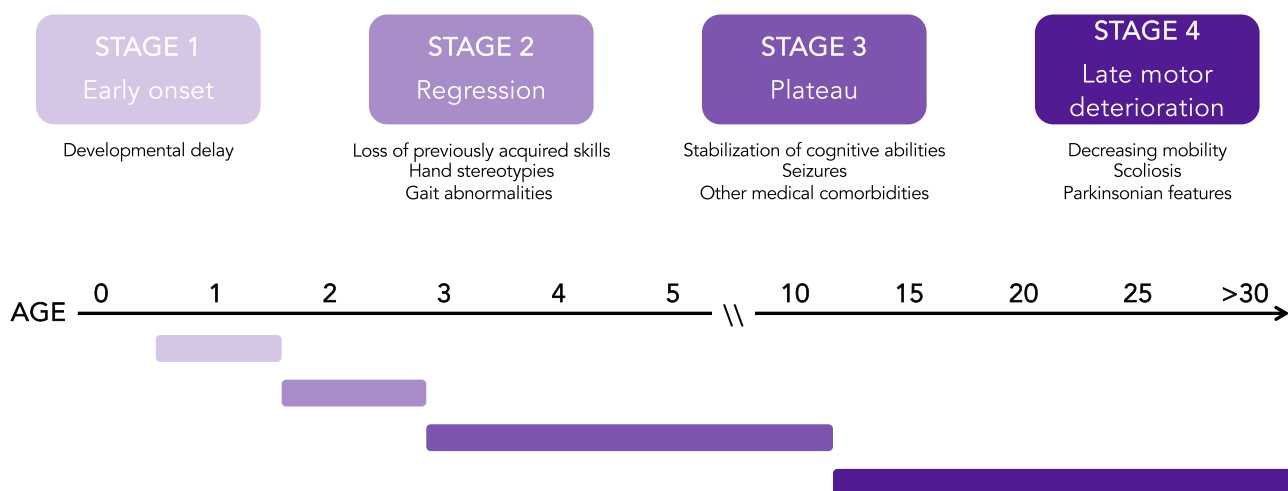 STAGE 1
Early onset
Developmental delay
STAGE 2
Regression
Loss of previously acquired skills
Hand stereotypies
Gait abnormalities
STAGE 3
Plateau
Stabilization of cognitive abilities
Seizures
Other medical comorbidities
STAGE 4
Late motor
deterioration
Decreasing mobility
Scoliosis
Parkinsonian features
AGE 0 1 2 3 4 5 \\ 10 15 20 25 >30